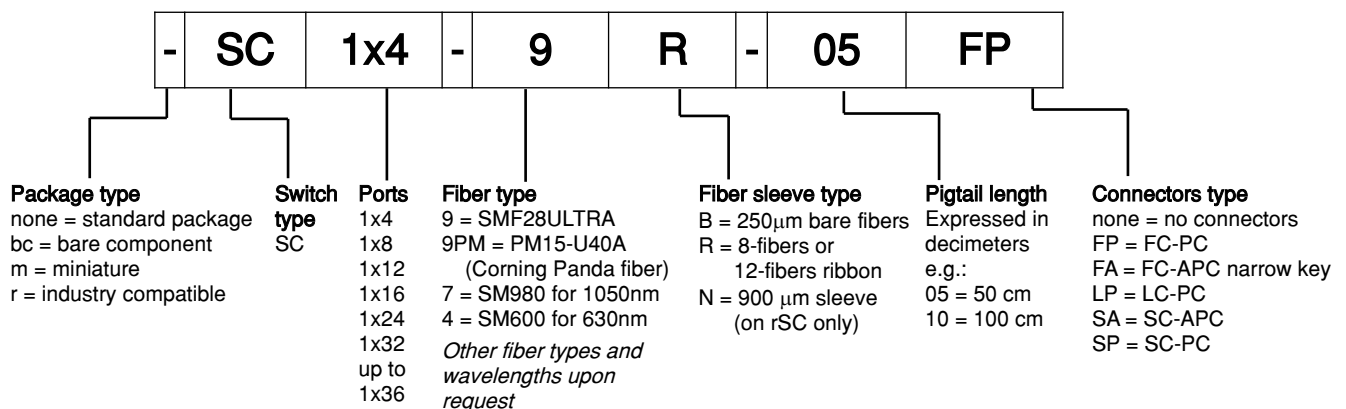 - SC 1x4 - 9 R - 05 FP
Package type
none = standard package
bc = bare component
m = miniature
r = industry compatible
Switch
type
SC
Ports
1x4
1x8
1x12
1x16
1x24
1x32
up to
1x36
Fiber type
9 = SMF28ULTRA
9PM = PM15-U40A
(Corning Panda fiber)
7 = SM980 for 1050nm
4 = SM600 for 630nm
Other fiber types and
wavelengths upon
request
Fiber sleeve type
B = 250μm bare fibers
R = 8-fibers or
12-fibers ribbon
N = 900 μm sleeve
(on rSC only)
Pigtail length
Expressed in
decimeters
e.g.:
05 = 50 cm
10 = 100 cm
Connectors type
none = no connectors
FP = FC-PC
FA = FC-APC narrow key
LP = LC-PC
SA = SC-APC
SP = SC-PC